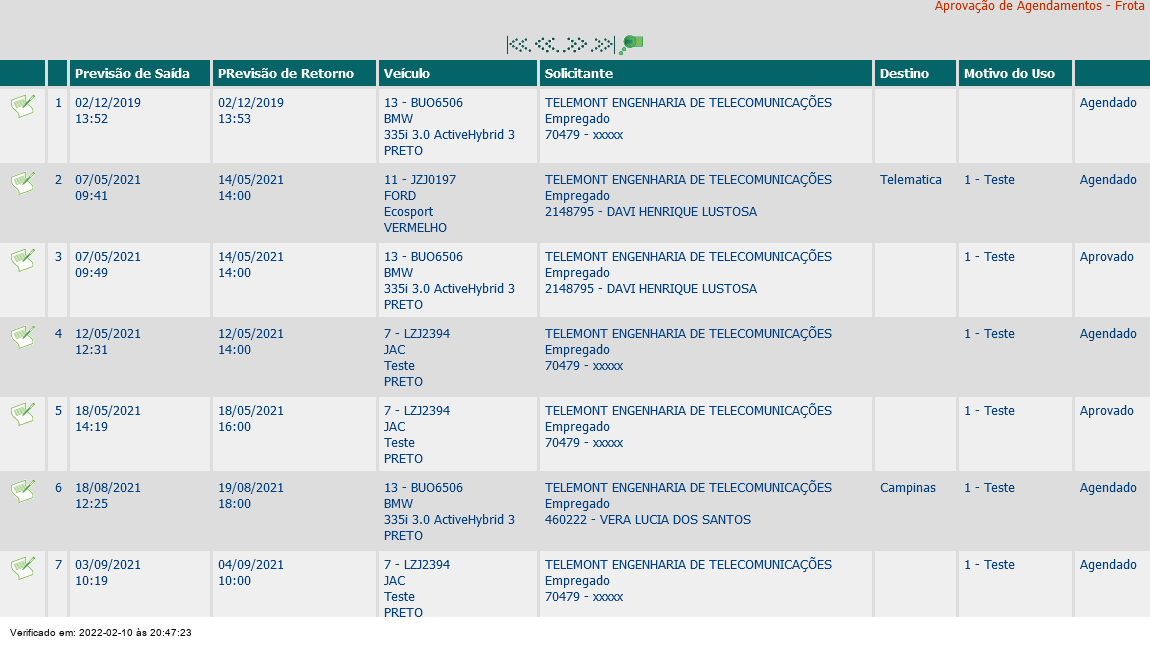 Aprovação de Agendamentos - Frota
Previsão de Saída PRevisão de Retorno Veículo Solicitante Destino Motivo do Uso
1 02/12/2019 02/12/2019 13 - BUO6506 TELEMONT ENGENHARIA DE TELECOMUNICAÇÕES Agendado
13:52 13:53 BMW Empregado
335i 3.0 ActiveHybrid 3 70479 - xxxxx
PRETO
2 07/05/2021 14/05/2021 11 - JZJ0197 TELEMONT ENGENHARIA DE TELECOMUNICAÇÕES Telematica 1 - Teste Agendado
09:41 14:00 FORD Empregado
Ecosport 2148795 - DAVI HENRIQUE LUSTOSA
VERMELHO
3 07/05/2021 14/05/2021 13 - BUO6506 TELEMONT ENGENHARIA DE TELECOMUNICAÇÕES 1 - Teste Aprovado
09:49 14:00 BMW Empregado
335i 3.0 ActiveHybrid 3 2148795 - DAVI HENRIQUE LUSTOSA
PRETO
4 12/05/2021 12/05/2021 7 - LZJ2394 TELEMONT ENGENHARIA DE TELECOMUNICAÇÕES 1 - Teste Agendado
12:31 14:00 JAC Empregado
Teste 70479 - xxxxx
PRETO
5 18/05/2021 18/05/2021 7 - LZJ2394 TELEMONT ENGENHARIA DE TELECOMUNICAÇÕES 1 - Teste Aprovado
14:19 16:00 JAC Empregado
Teste 70479 - xxxxx
PRETO
6 18/08/2021 19/08/2021 13 - BUO6506 TELEMONT ENGENHARIA DE TELECOMUNICAÇÕES Campinas 1 - Teste Agendado
12:25 18:00 BMW Empregado
335i 3.0 ActiveHybrid 3 460222 - VERA LUCIA DOS SANTOS
PRETO
7 03/09/2021 04/09/2021 7 - LZJ2394 TELEMONT ENGENHARIA DE TELECOMUNICAÇÕES 1 - Teste Agendado
10:19 10:00 JAC Empregado
Teste 70479 - xxxxx
PRETO
Verificado em: 2022-02-10 às 20:47:23